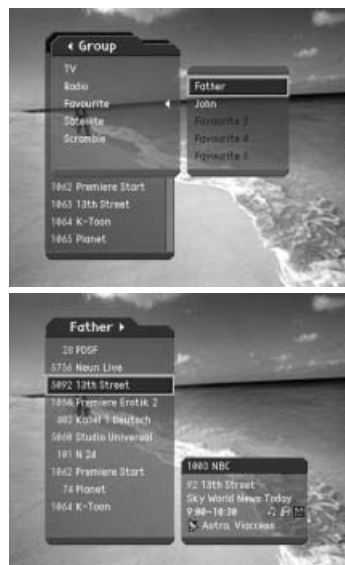 Group
TV
Radio
Favourite
Satellite
Scramble
Father
John
Favourite 3
Favourite 4
Favourite 5
1062 Premiere Start
1063 13th Street
1064 K-Toon
1065 Planet
Father
28 PDSF
5736 Neun Live
5092 13th Street
1056 Premiere Erotik 2
602 Kabel 1 Deutsch
5060 Studio Universal
101 N 24
1062 Premiere Start
74 Planet
1064 K-Toon
1003 NBC
92 13th Street
Sky World News Today
9:00~10:30
Astra, Viaccess